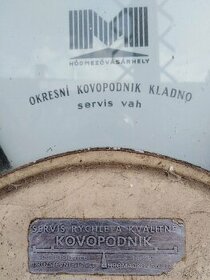 HÓDMEZŐVÁSÁRHELY
OKRESNÍ KOVOPODNIK KLADNO
servis vah
SERVIS RYCHLE A KVALITNĚ
KOVOPODNIK